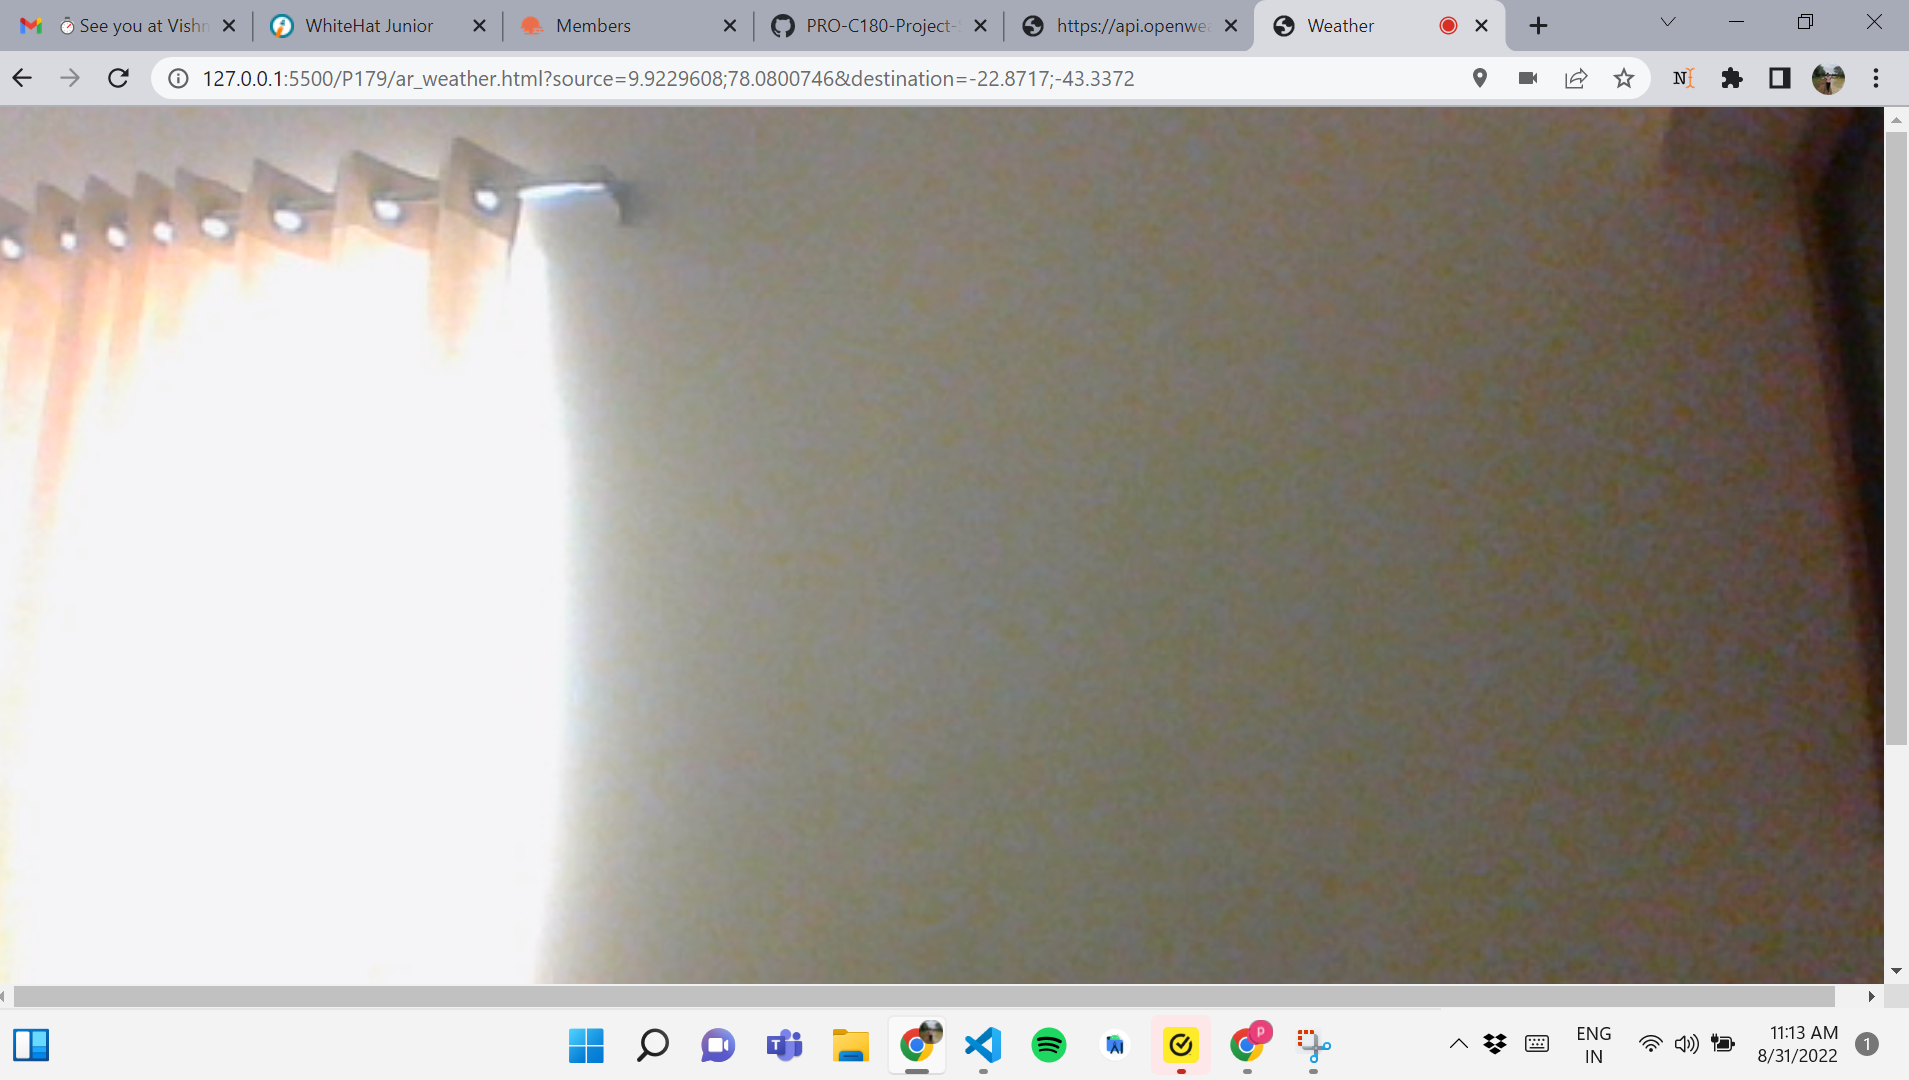 See you at Vishn
WhiteHat Junior
Members
PRO-C180-Project-
https://api.openwea
Weather
127.0.0.1:5500/P179/ar_weather.html?source=9.9229608;78.0800746&destination=-22.8717;-43.3372
N
T
AI
P
ENG
IN
11:13 AM
8/31/2022
1